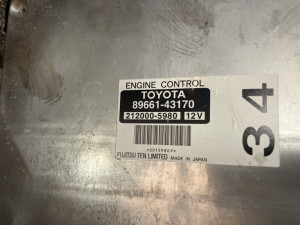 ENGINE CONTROL
TOYOTA
89661-43170
212000-5980 12V
FUJITSU TEN LIMITED MADE IN JAPAN
34